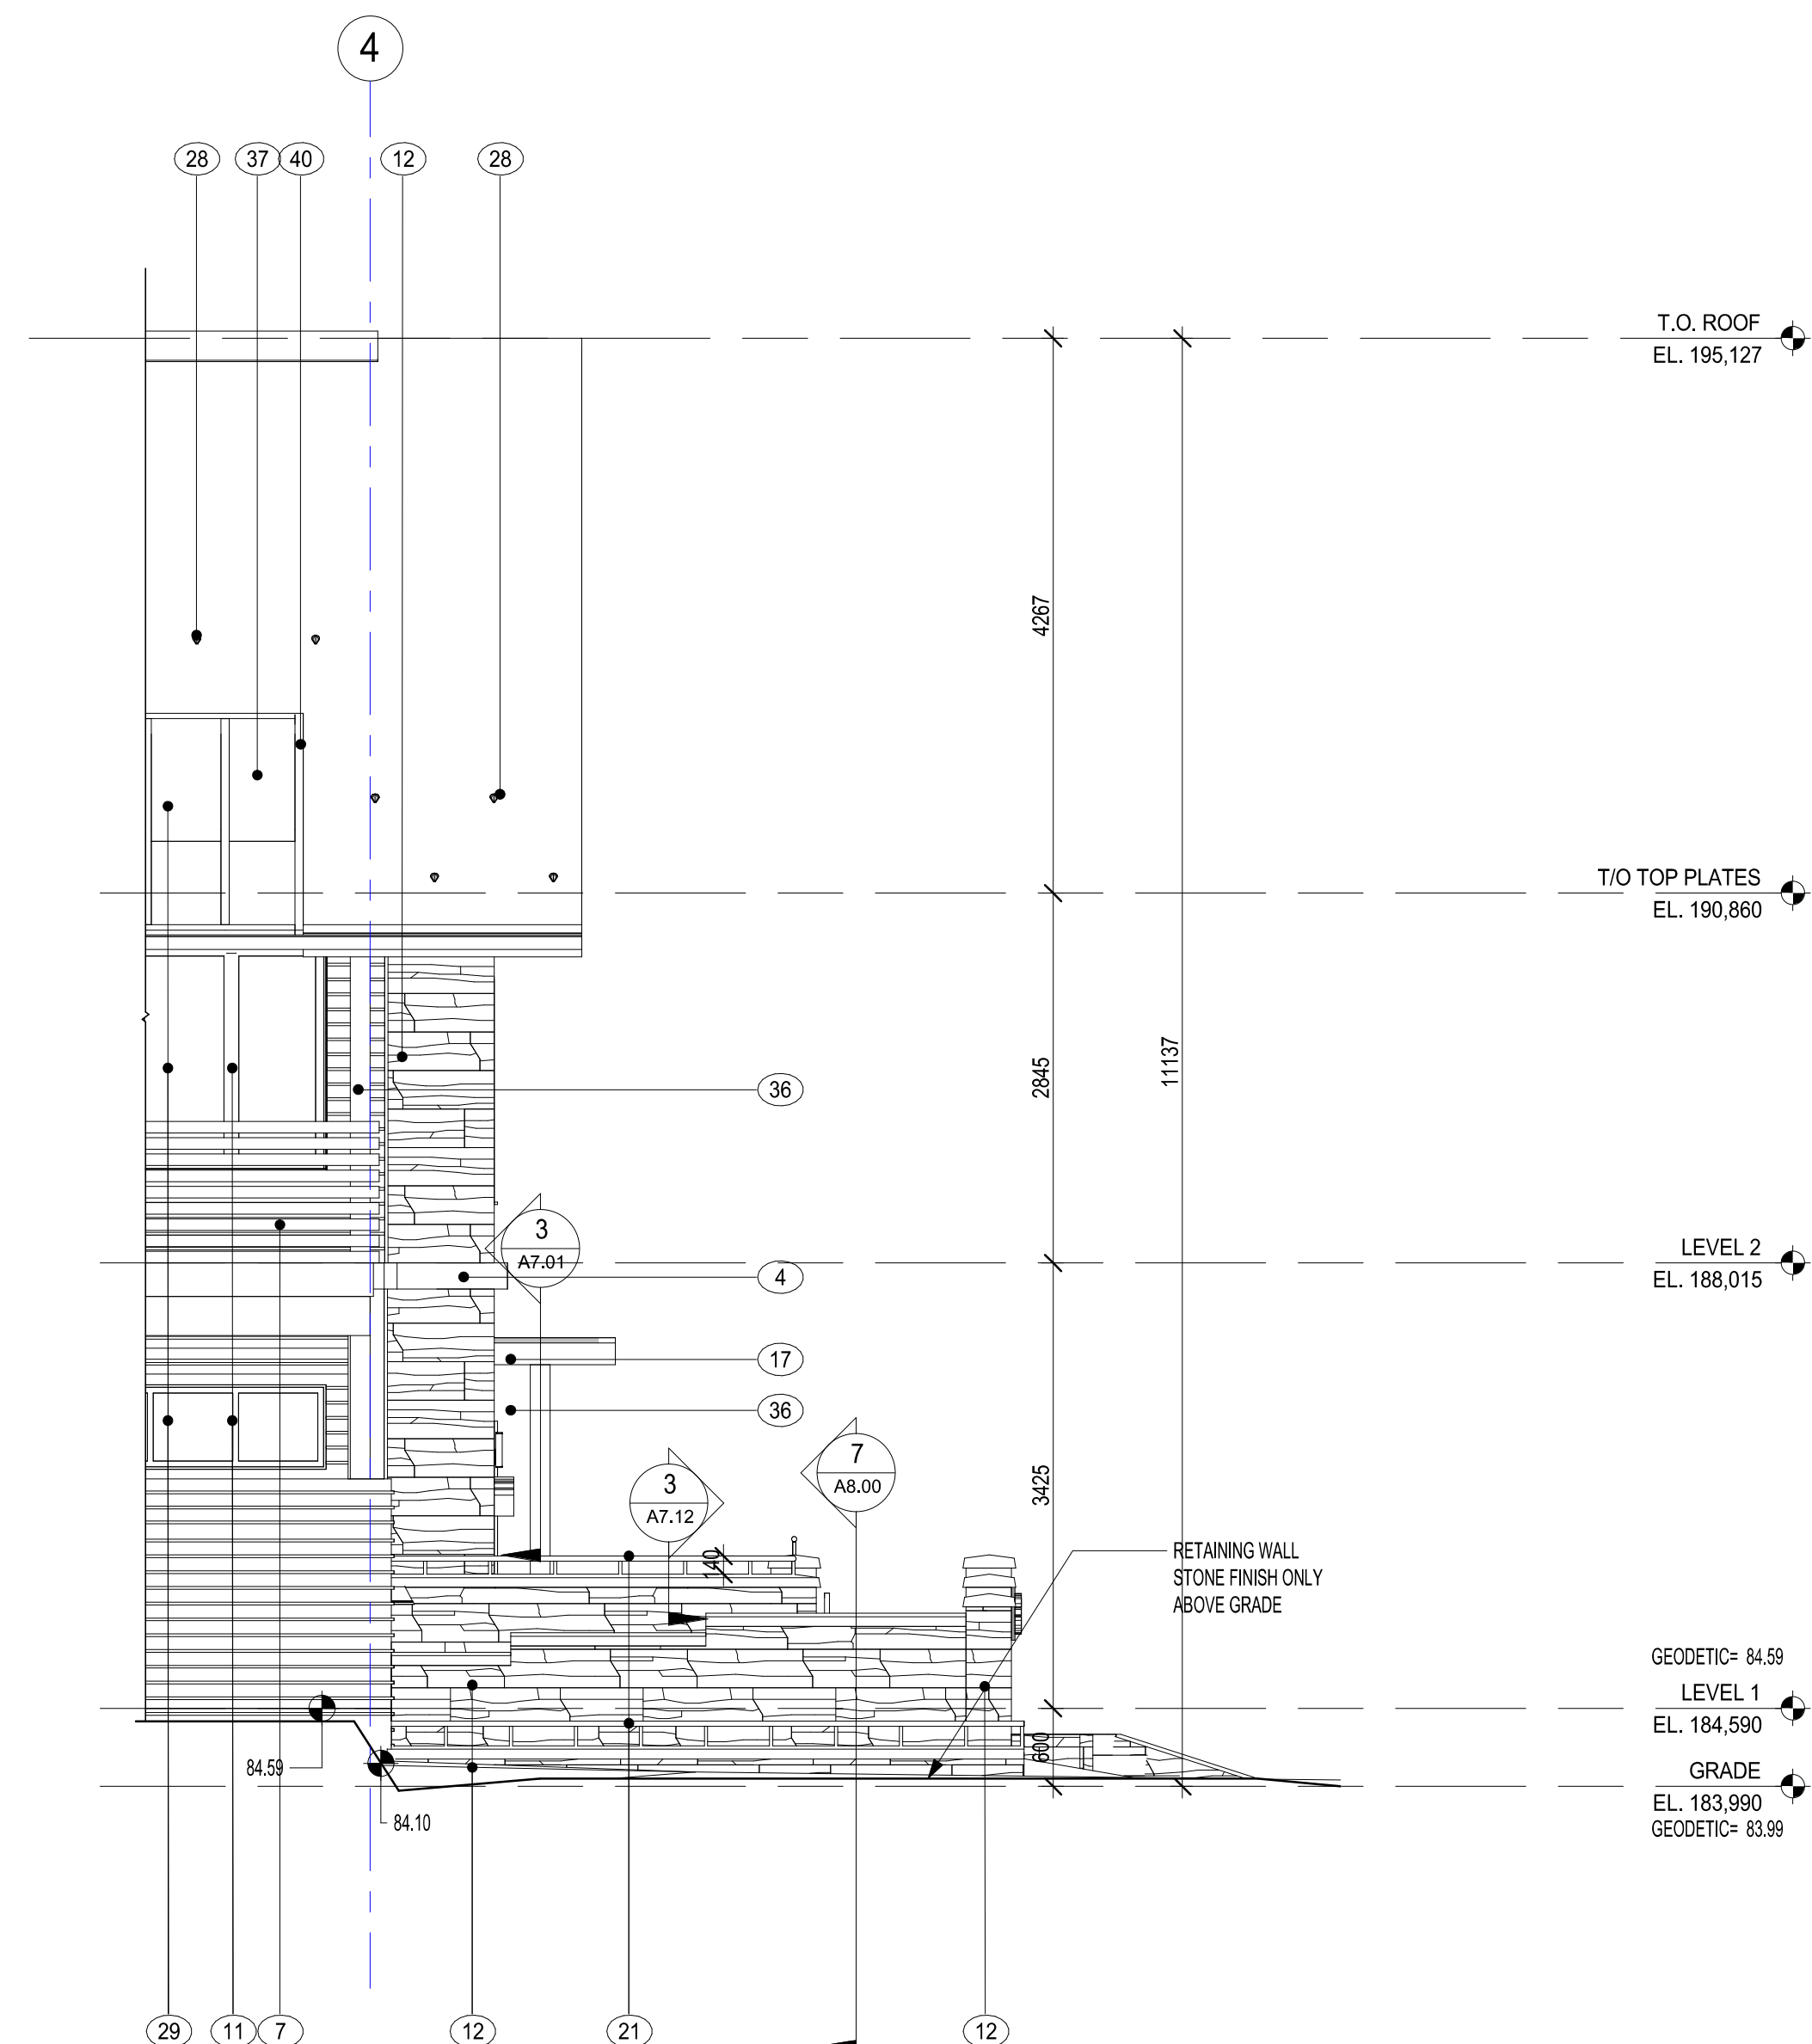 4
28 37 40 12 28
T.O. ROOF
EL. 195,127
4267
T/O TOP PLATES
EL. 190,860
2845
11137
36
3
A7.01
LEVEL 2
EL. 188,015
4
17
36
3425
7
A8.00
3
A7.12
140
RETAINING WALL
STONE FINISH ONLY
ABOVE GRADE
GEODETIC= 84.59
LEVEL 1
EL. 184,590
600
84.59
GRADE
EL. 183,990
GEODETIC= 83.99
84.10
29 11 7 12 21 12